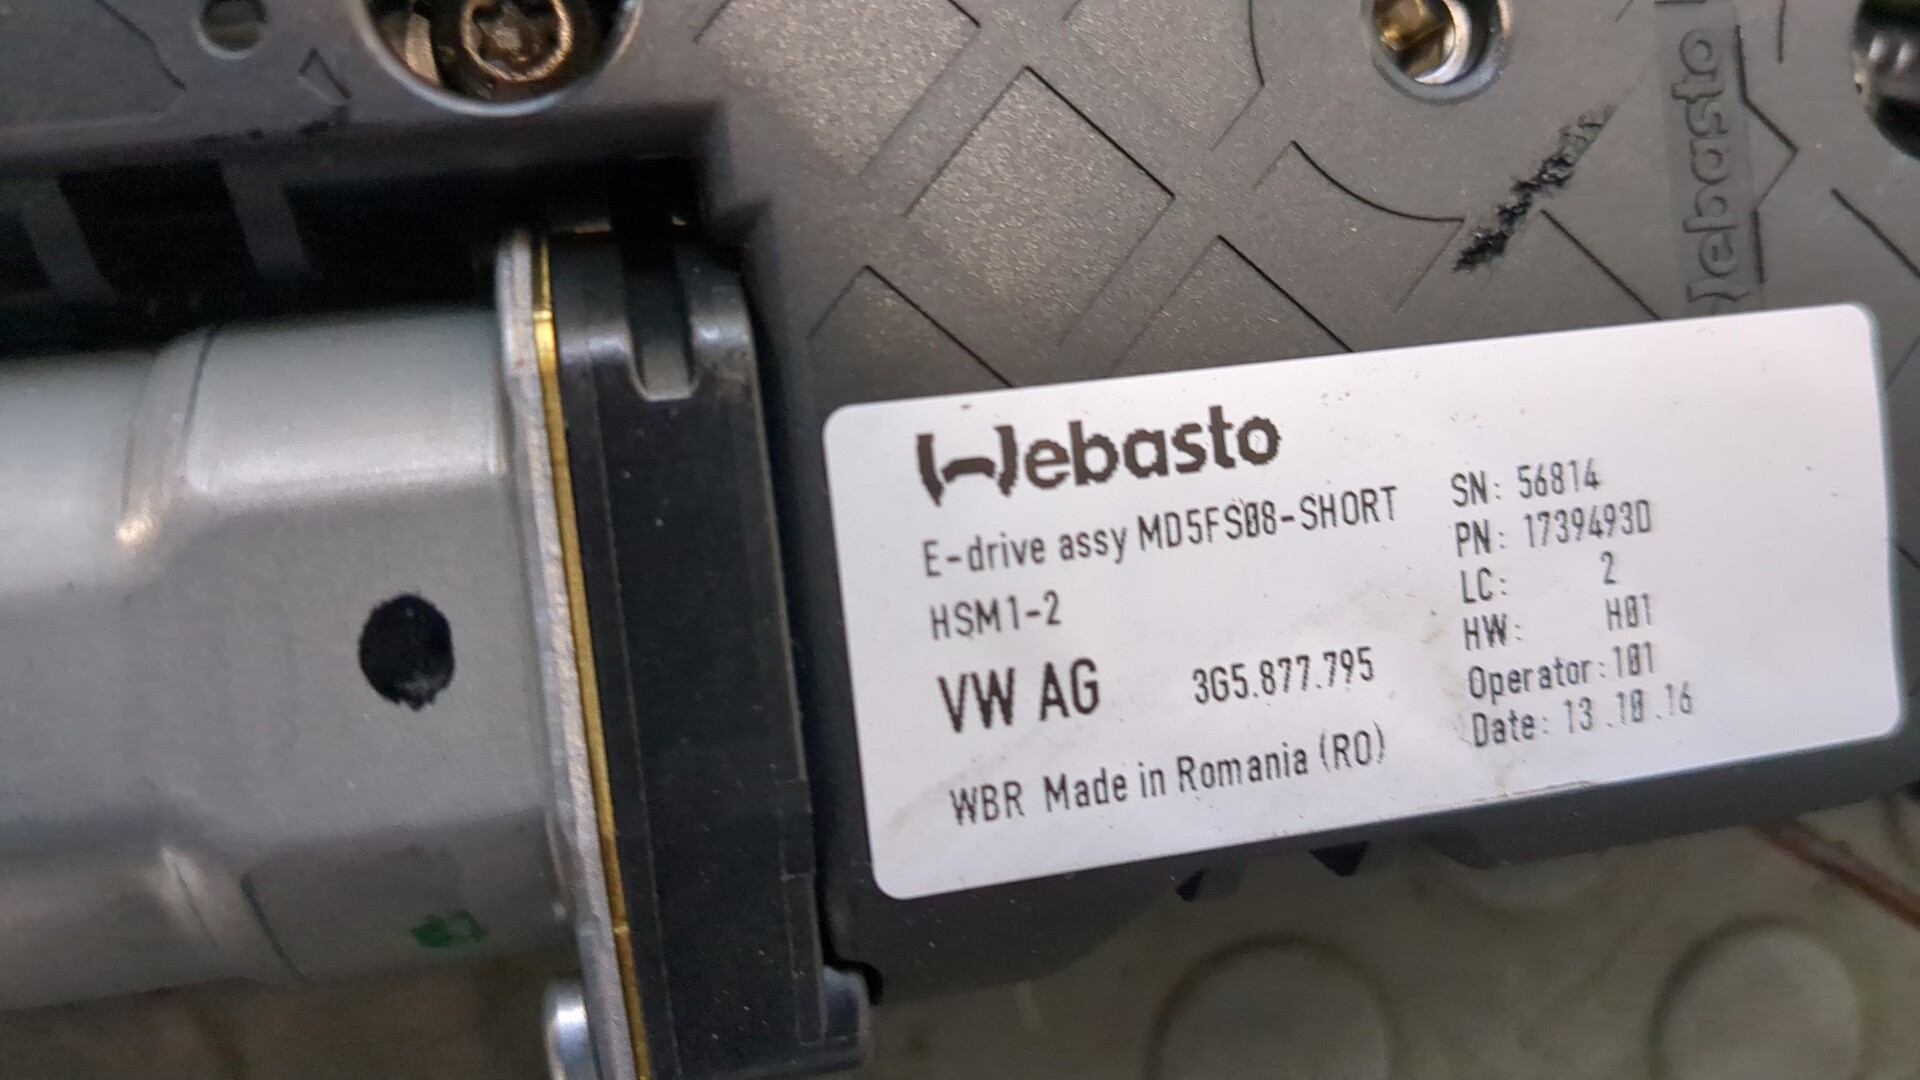 Webasto
Webasto
E-drive assy MD5FS08-SHORT
HSM1-2
VW AG 3G5.877.795
WBR Made in Romania (RO)
SN: 56814
PN: 1739493D
LC: 2
HW: H01
Operator: 101
Date: 13.10.16